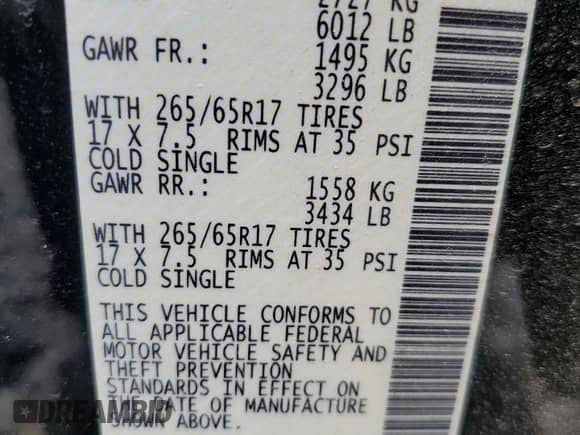 2727 KG
6012 LB
GAWR FR.: 1495 KG
3296 LB
WITH 265/65R17 TIRES
17 X 7.5 RIMS AT 35 PSI
COLD SINGLE
GAWR RR.: 1558 KG
3434 LB
WITH 265/65R17 TIRES
17 X 7.5 RIMS AT 35 PSI
COLD SINGLE
THIS VEHICLE CONFORMS TO
ALL APPLICABLE FEDERAL
MOTOR VEHICLE SAFETY AND
THEFT PREVENTION
STANDARDS IN EFFECT ON
THE DATE OF MANUFACTURE
SHOWN ABOVE.
DREAMBID